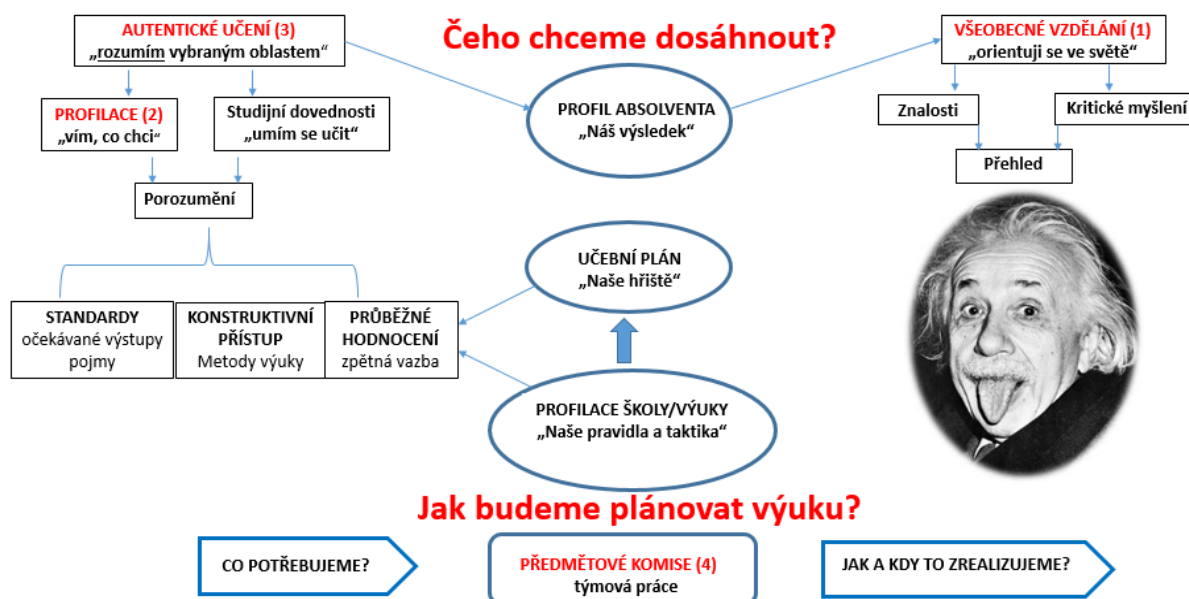 AUTENTICKÉ UČENÍ (3)
„rozumím vybraným oblastem“
PROFILACE (2)
„vím, co chci“
Studijní dovednosti
„umím se učit“
Porozumění
STANDARDY
očekávané výstupy
pojmy
KONSTRUKTIVNÍ
PŘÍSTUP
Metody výuky
PRŮBĚŽNÉ
HODNOCENÍ
zpětná vazba
Čeho chceme dosáhnout?
PROFIL ABSOLVENTA
„Náš výsledek“
UČEBNÍ PLÁN
„Naše hřiště“
PROFILACE ŠKOLY/VÝUKY
„Naše pravidla a taktika“
VŠEOBECNÉ VZDĚLÁNÍ (1)
„orientuji se ve světě“
Znalosti
Kritické myšlení
Přehled
Jak budeme plánovat výuku?
CO POTŘEBUJEME?
PŘEDMĚTOVÉ KOMISE (4)
týmová práce
JAK A KDY TO ZREALIZUJEME?